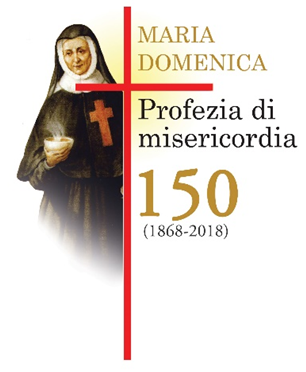 MARIA
DOMENICA
Profezia di
misericordia
150
(1868-2018)